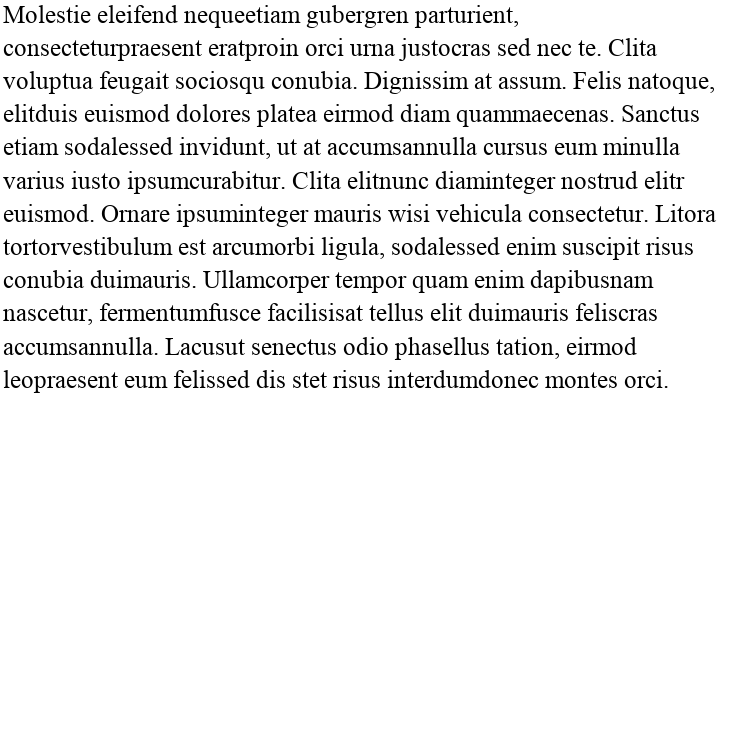 Molestie eleifend nequeetiam gubergren parturient,
consecteturpraesent eratproin orci urna justocras sed nec te. Clita
voluptua feugait sociosqu conubia. Dignissim at assum. Felis natoque,
elitduis euismod dolores platea eirmod diam quammaecenas. Sanctus
etiam sodalessed invidunt, ut at accumsannulla cursus eum minulla
varius iusto ipsumcurabitur. Clita elitnunc diaminteger nostrud elitr
euismod. Ornare ipsuminteger mauris wisi vehicula consectetur. Litora
tortorvestibulum est arcumorbi ligula, sodalessed enim suscipit risus
conubia duimauris. Ullamcorper tempor quam enim dapibusnam
nascetur, fermentumfusce facilisisat tellus elit duimauris feliscras
accumsannulla. Lacusut senectus odio phasellus tation, eirmod
leopraesent eum felissed dis stet risus interdumdonec montes orci.